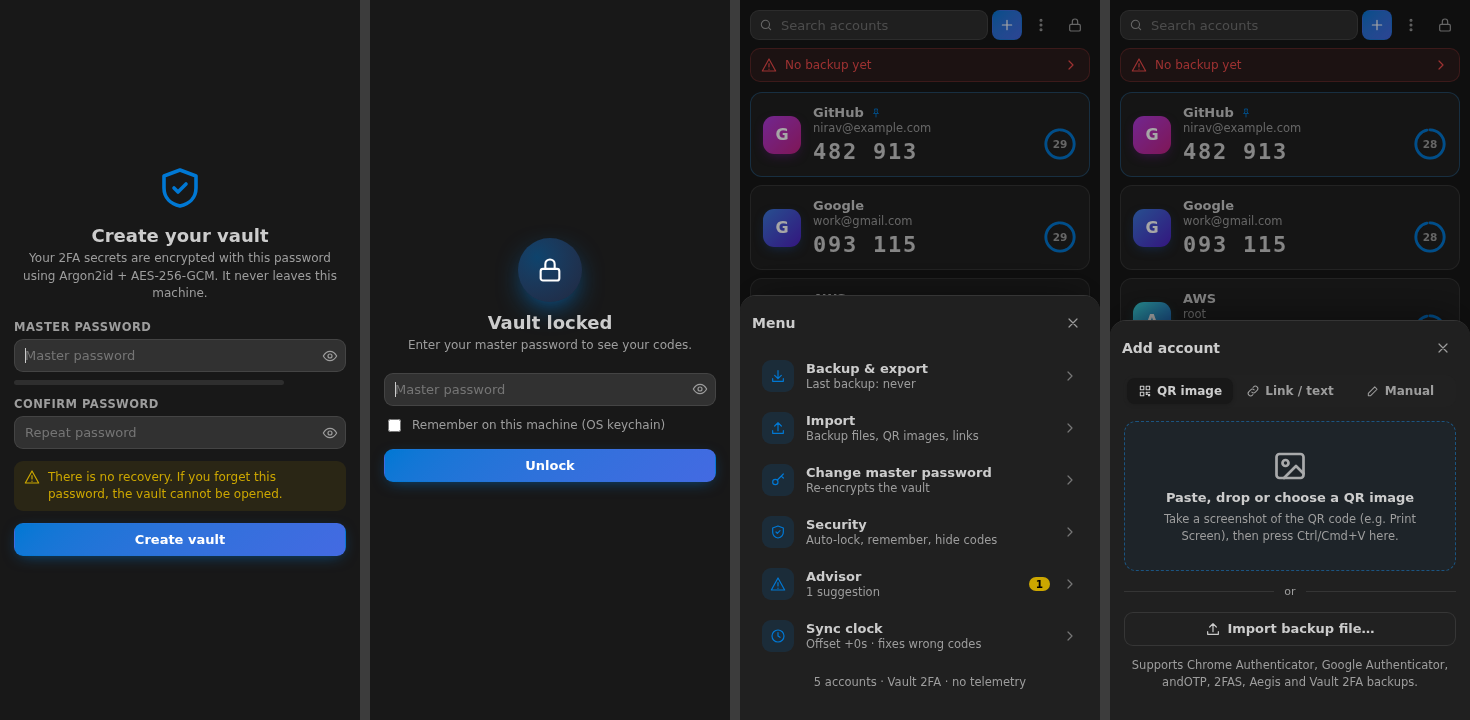 Create your vault
Your 2FA secrets are encrypted with this password
using Argon2id + AES-256-GCM. It never leaves this
machine.
MASTER PASSWORD
Master password
CONFIRM PASSWORD
Repeat password
There is no recovery. If you forget this
password, the vault cannot be opened.
Create vault
Vault locked
Enter your master password to see your codes.
Master password
Remember on this machine (OS keychain)
Unlock
Search accounts
No backup yet
G
GitHub
nirav@example.com
482 913
29
G
Google
work@gmail.com
093 115
29
Menu
Backup & export
Last backup: never
Import
Backup files, QR images, links
Change master password
Re-encrypts the vault
Security
Auto-lock, remember, hide codes
Advisor
1 suggestion
1
Sync clock
Offset +0s · fixes wrong codes
5 accounts · Vault 2FA · no telemetry
Search accounts
No backup yet
G
GitHub
nirav@example.com
482 913
28
G
Google
work@gmail.com
093 115
28
A
AWS
root
Add account
QR image
Link / text
Manual
Paste, drop or choose a QR image
Take a screenshot of the QR code (e.g. Print
Screen), then press Ctrl/Cmd+V here.
or
Import backup file…
Supports Chrome Authenticator, Google Authenticator,
andOTP, 2FAS, Aegis and Vault 2FA backups.